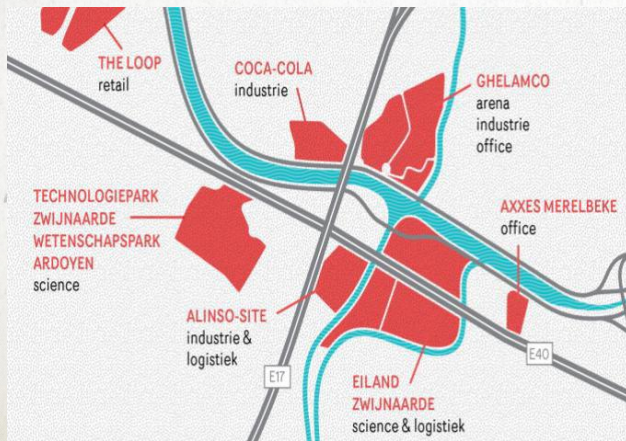 THE LOOP
retail
COCA-COLA
industrie
GHELAMCO
arena
industrie
office
TECHNOLOGIEPARK
ZWIJNAARDE
WETENSCHAPSPARK
ARDOYEN
science
AXXES MERELBEKE
office
ALINSO-SITE
industrie &
logistiek
E17
E40
EILAND
ZWIJNAARDE
science & logistiek